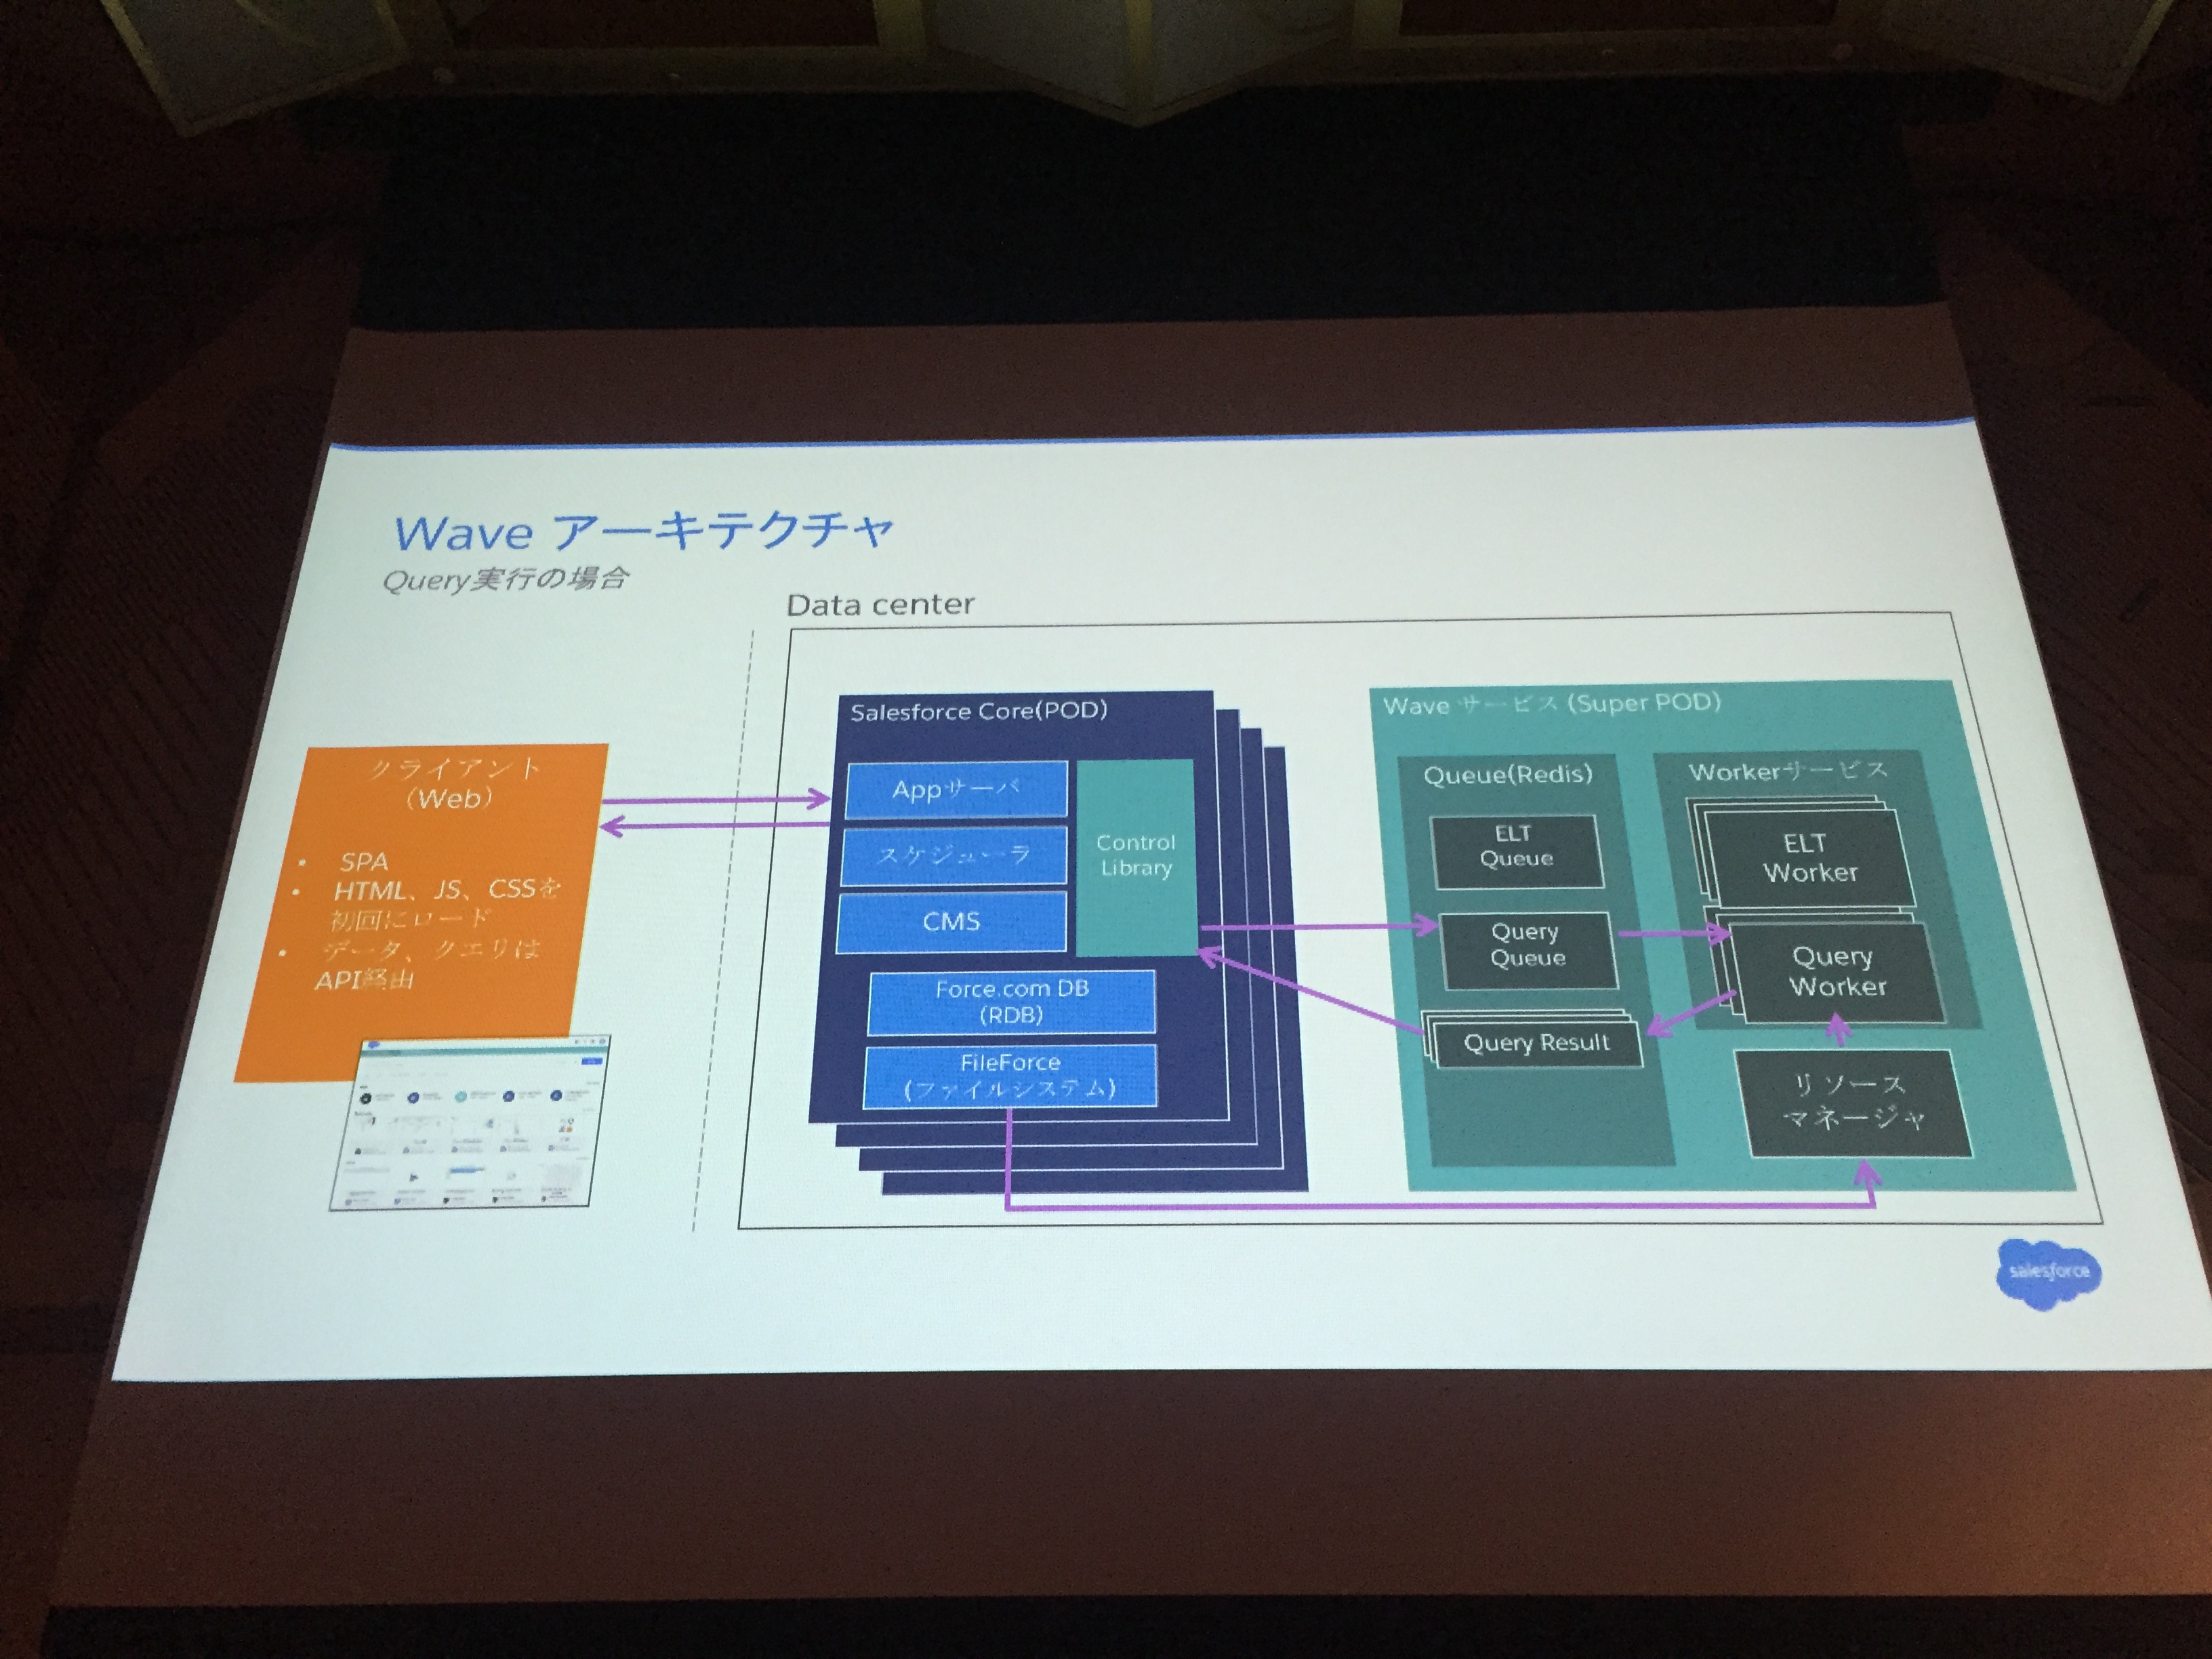 Wave アーキテクチャ
Query実行の場合
Data center
クライアント
(Web)
• SPA
• HTML、JS、CSSを
初回にロード
• データ、クエリは
API経由
Salesforce Core(POD)
Appサーバ
スケジューラ
CMS
Control
Library
Force.com DB
(RDB)
FileForce
(ファイルシステム)
Wave サービス (Super POD)
Queue(Redis)
ELT
Queue
Query
Queue
Query Result
Workerサービス
ELT
Worker
Query
Worker
リソース
マネージャ
salesforce